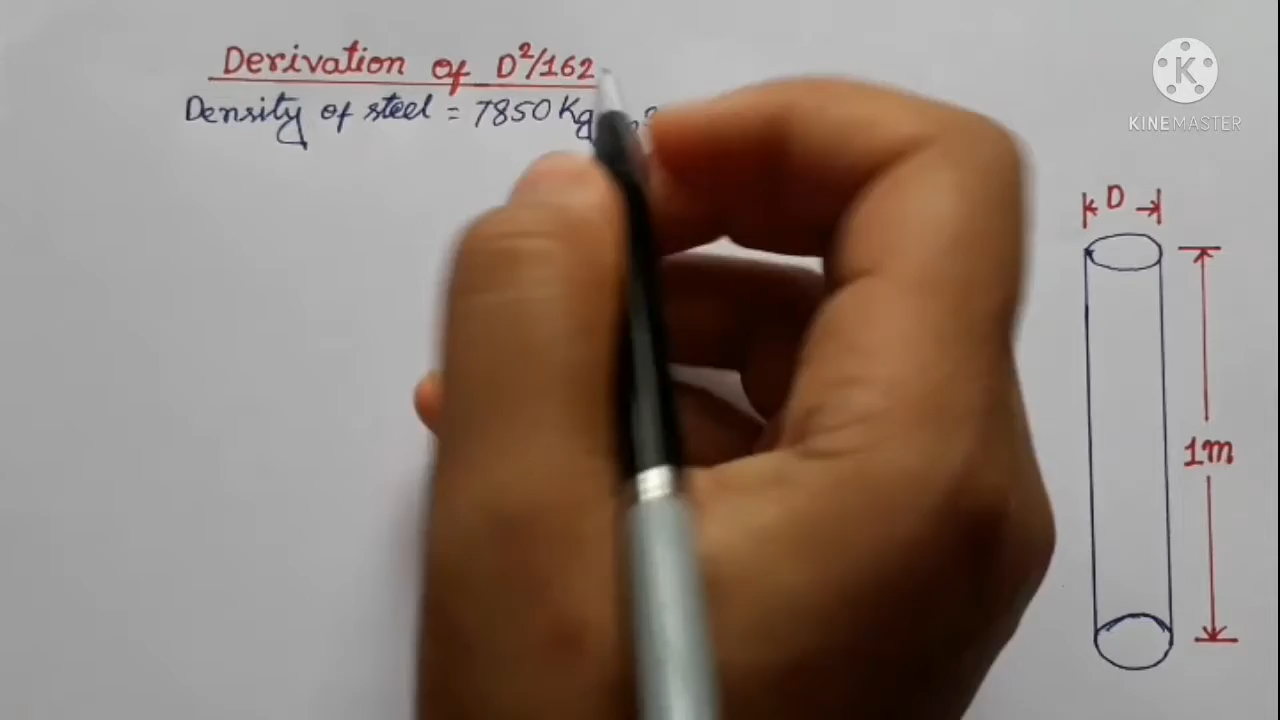 Derivation of D²/162
Density of steel = 7850 Kg
K
KINEMASTER
D
1m